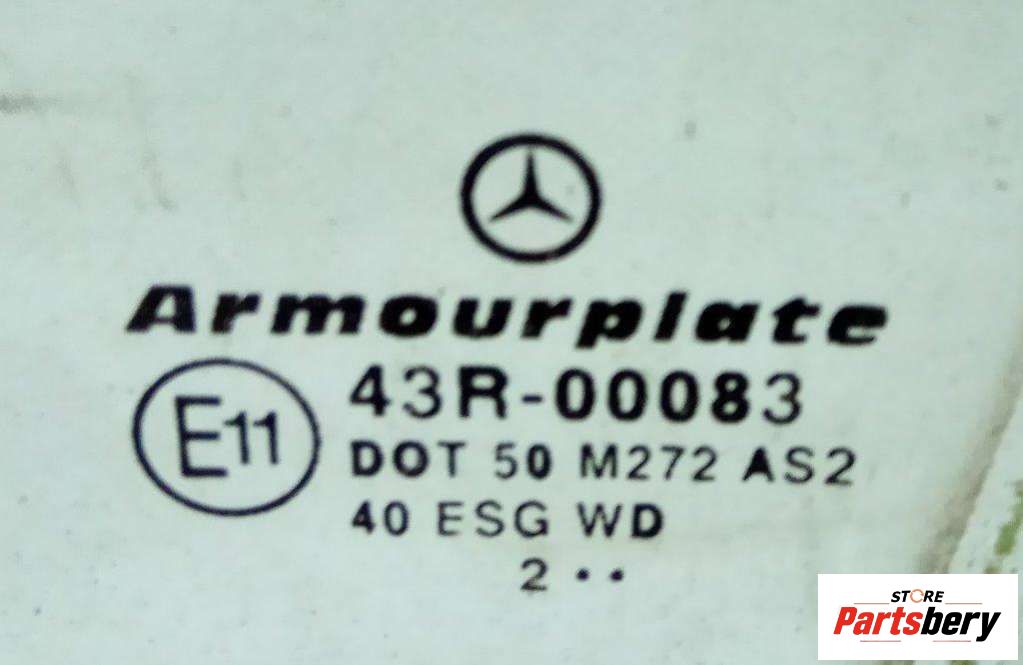 Armourplate
E11
43R-00083
DOT 50 M272 AS2
40 ESG WD
2 ••
STORE
Partsbery